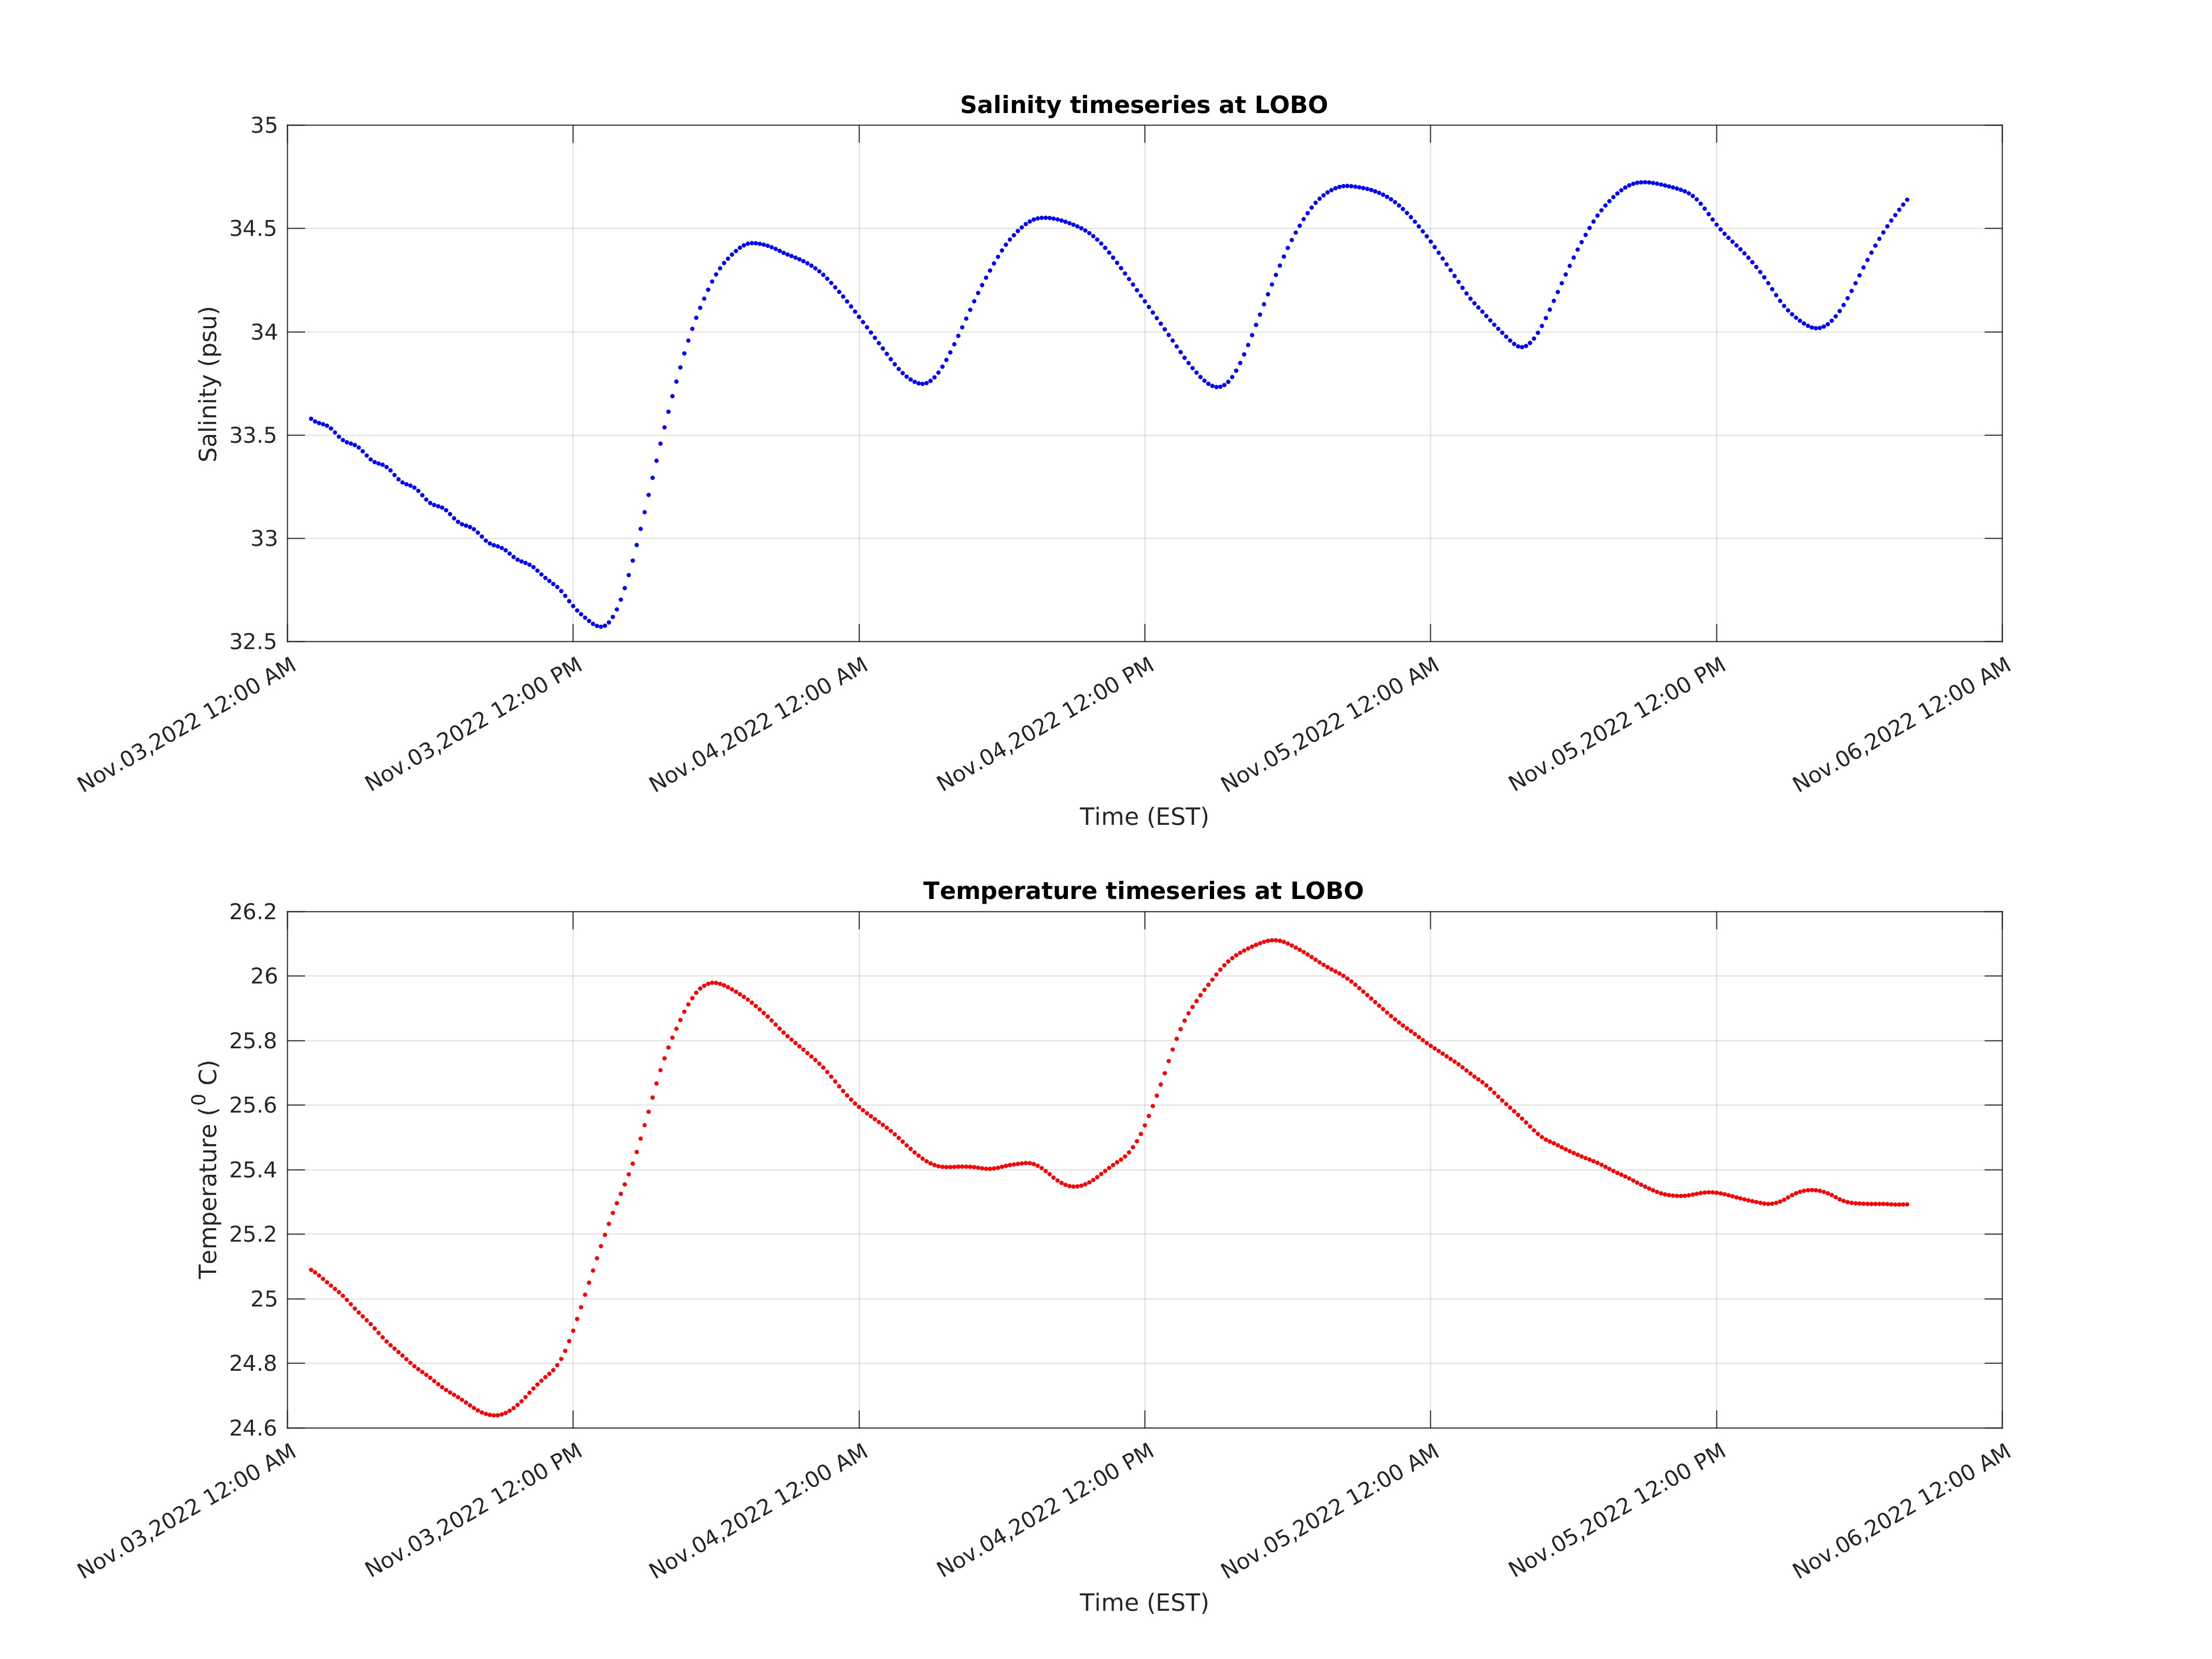 Salinity timeseries at LOBO
35
34.5
34
33.5
33
32.5
Salinity (psu)
Nov.03,2022 12:00 AM
Nov.03,2022 12:00 PM
Nov.04,2022 12:00 AM
Nov.04,2022 12:00 PM
Nov.05,2022 12:00 AM
Nov.05,2022 12:00 PM
Nov.06,2022 12:00 AM
Time (EST)
Temperature timeseries at LOBO
26.2
26
25.8
25.6
25.4
25.2
25
24.8
24.6
Temperature (⁰ C)
Nov.03,2022 12:00 AM
Nov.03,2022 12:00 PM
Nov.04,2022 12:00 AM
Nov.04,2022 12:00 PM
Nov.05,2022 12:00 AM
Nov.05,2022 12:00 PM
Nov.06,2022 12:00 AM
Time (EST)